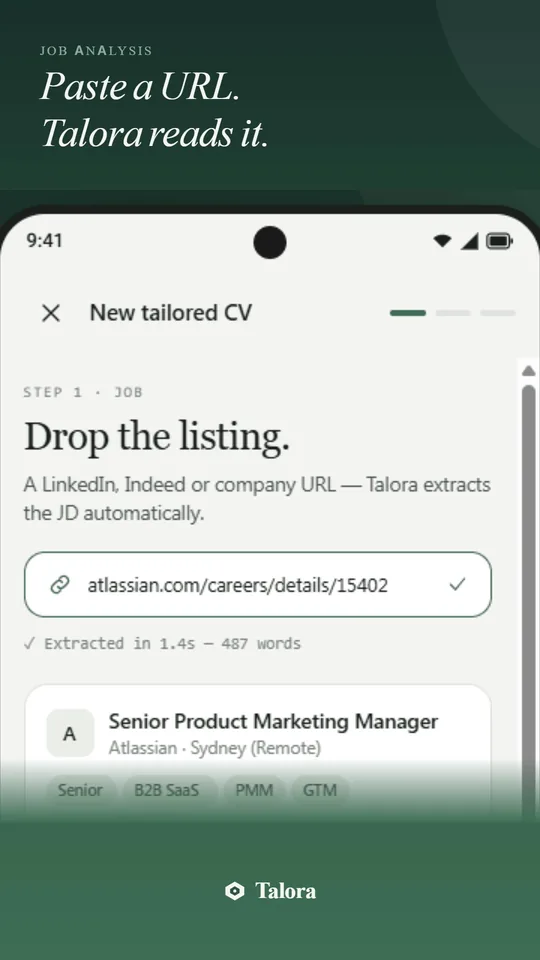 JOB ANALYSIS
Paste a URL.
Talora reads it.
9:41
New tailored CV
STEP 1 · JOB
Drop the listing.
A LinkedIn, Indeed or company URL — Talora extracts
the JD automatically.
atlassian.com/careers/details/15402
✓ Extracted in 1.4s — 487 words
A
Senior Product Marketing Manager
Atlassian · Sydney (Remote)
Senior B2B SaaS PMM GTM
Talora